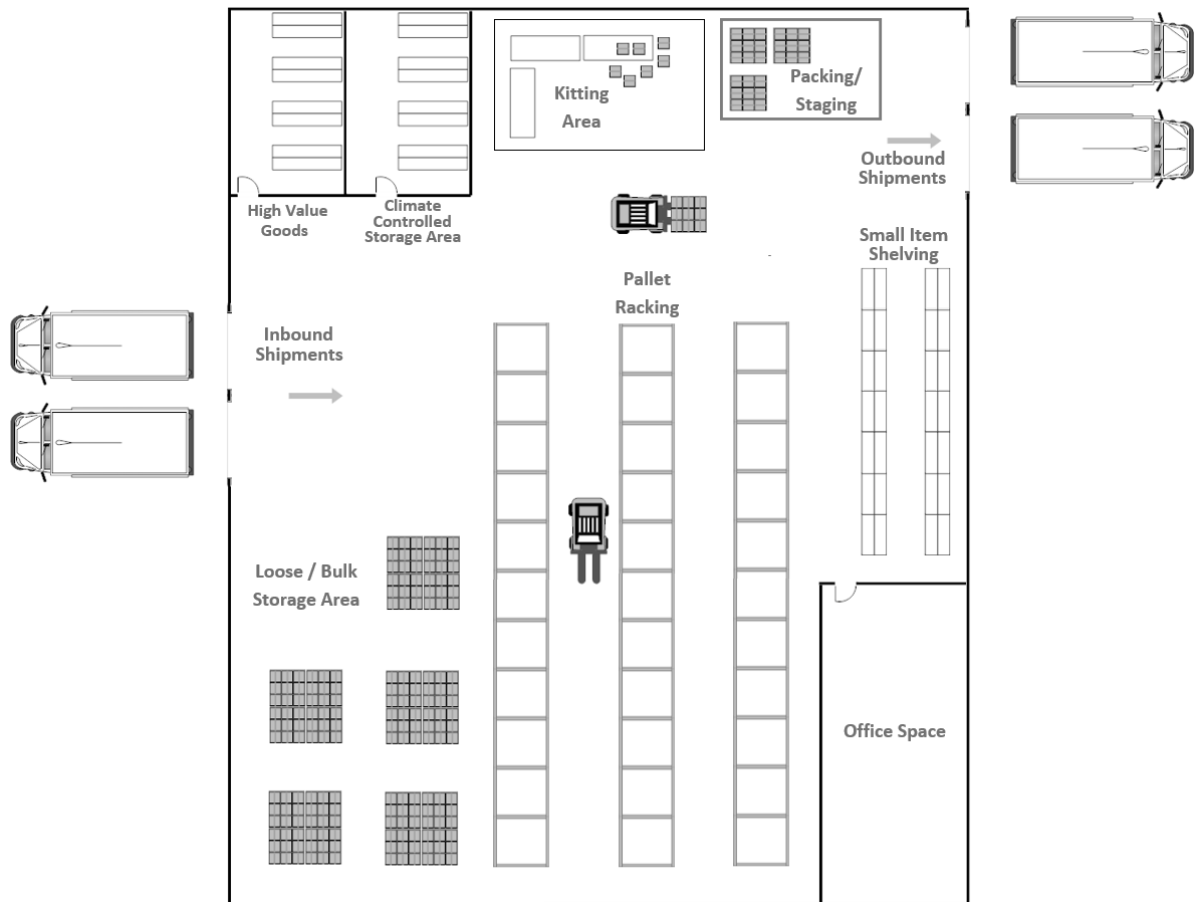 Kitting
Area
Packing/
Staging
Outbound
Shipments
High Value
Goods
Climate
Controlled
Storage Area
Small Item
Shelving
Pallet
Racking
Inbound
Shipments
Loose / Bulk
Storage Area
Office Space